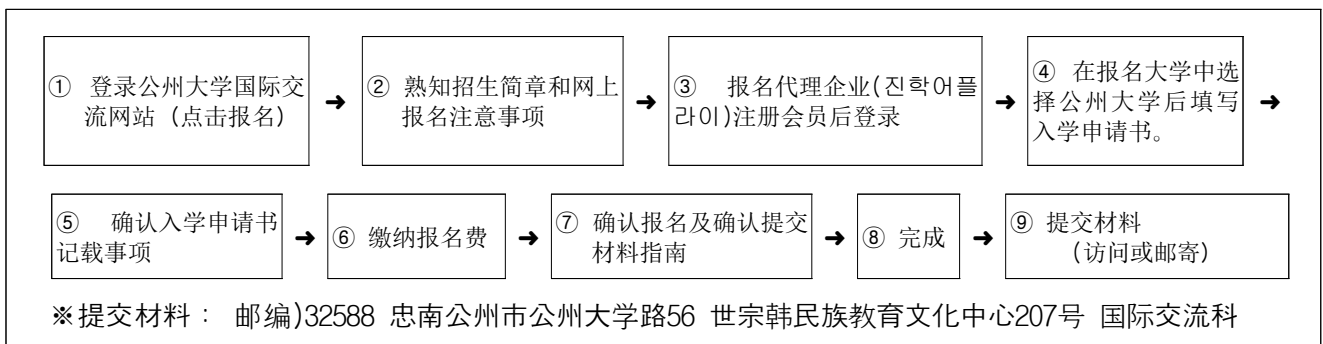 ① 登录公州大学国际交
流网站 (点击报名)
➜
② 熟知招生简章和网上
报名注意事项
➜
③ 报名代理企业(진학어플
라이)注册会员后登录
➜
④ 在报名大学中选
择公州大学后填写
入学申请书。
➜
⑤ 确认入学申请书
记载事项
➜
⑥ 缴纳报名费
➜
⑦ 确认报名及确认提交
材料指南
➜
⑧ 完成
➜
⑨ 提交材料
(访问或邮寄)
※提交材料 : 邮编)32588 忠南公州市公州大学路56 世宗韩民族教育文化中心207号 国际交流科